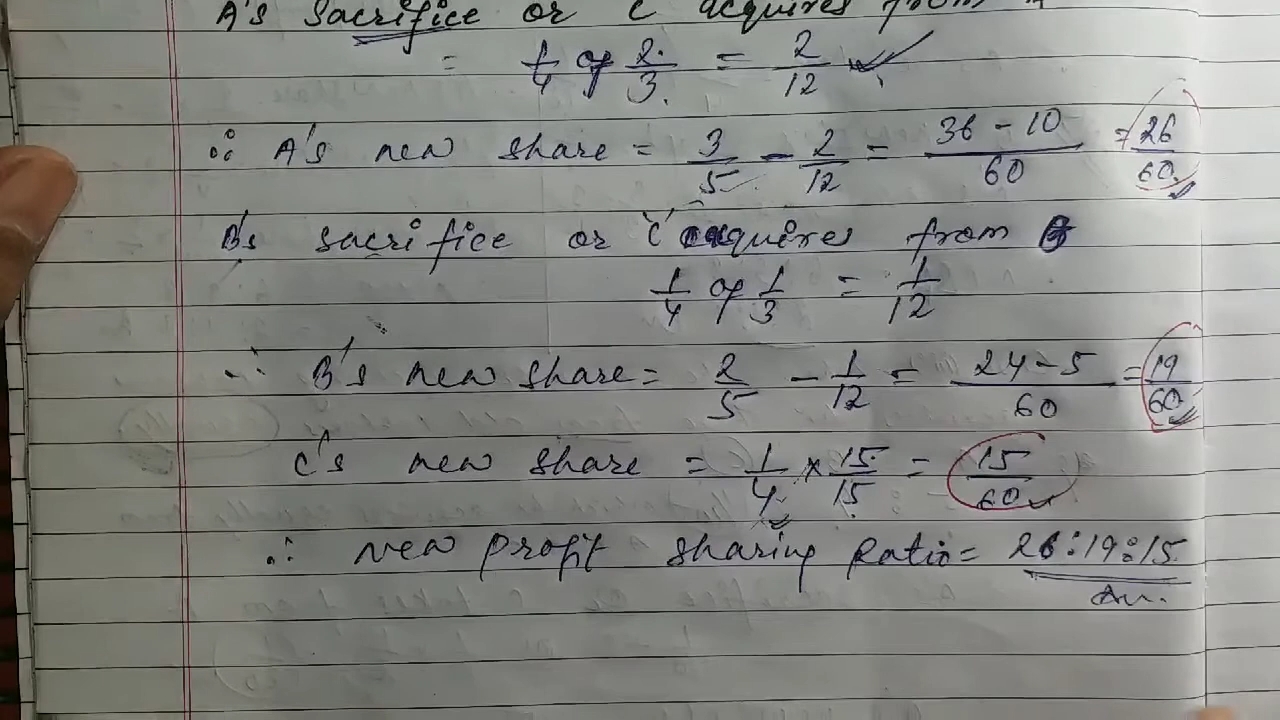 A's Sacrifice or C acquires from A
= 1/4 of 2/3 = 2/12
∴ A's new share = 3/5 - 2/12 = 36-10/60 = 26/60
B's sacrifice or C acquires from B
1/4 of 1/3 = 1/12
∴ B's new share = 2/5 - 1/12 = 24-5/60 = 19/60
C's new share = 1/4 × 15/15 = 15/60
∴ New Profit Sharing Ratio = 26:19:15
An.